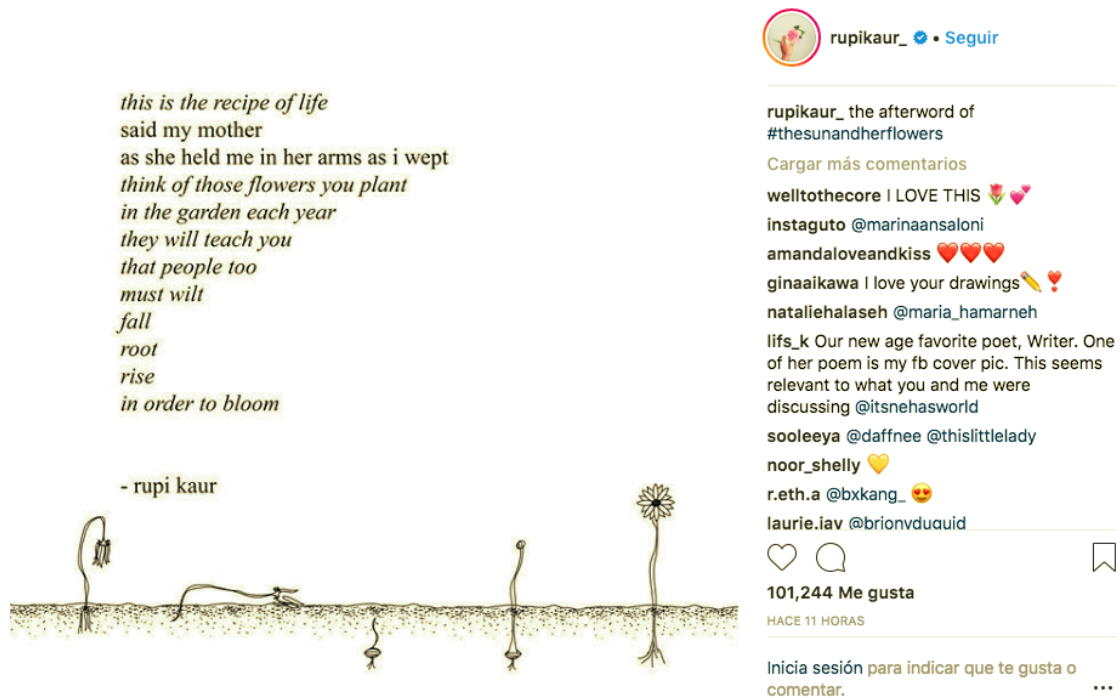 this is the recipe of life
said my mother
as she held me in her arms as i wept
think of those flowers you plant
in the garden each year
they will teach you
that people too
must wilt
fall
root
rise
in order to bloom
- rupi kaur
rupikaur_ • Seguir
rupikaur_ the afterword of
#thesunandherflowers
Cargar más comentarios
welltothecore I LOVE THIS 🌷💕
instaguto @marinaansaloni
amandaloveandkiss ❤️❤️❤️
ginaaikawa I love your drawings✏️❣️
nataliehalaseh @maria_hamarneh
lifs_k Our new age favorite poet, Writer. One
of her poem is my fb cover pic. This seems
relevant to what you and me were
discussing @itsnehasworld
sooleeya @daffnee @thislittlelady
noor_shelly 💛
r.eth.a @bxkang_ 😍
laurie.jay @brionyduguid
101,244 Me gusta
HACE 11 HORAS
Inicia sesión para indicar que te gusta o
comentar.